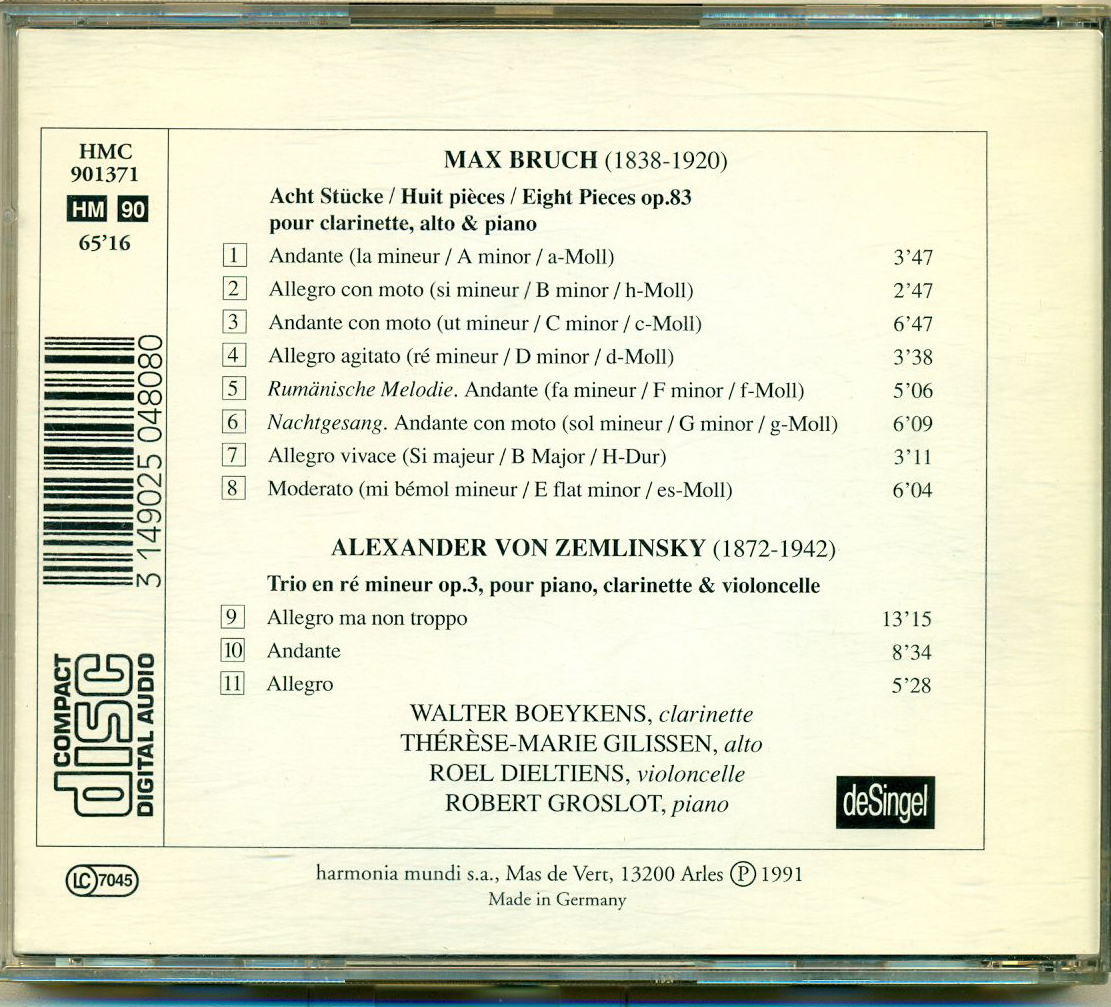 HMC
901371
HM 90
65’16
3 149025 048080
COMPACT
disc
DIGITAL AUDIO
MAX BRUCH (1838-1920)
Acht Stücke / Huit pièces / Eight Pieces op.83
pour clarinette, alto & piano
1 Andante (la mineur / A minor / a-Moll) 3’47
2 Allegro con moto (si mineur / B minor / h-Moll) 2’47
3 Andante con moto (ut mineur / C minor / c-Moll) 6’47
4 Allegro agitato (ré mineur / D minor / d-Moll) 3’38
5 Rumänische Melodie. Andante (fa mineur / F minor / f-Moll) 5’06
6 Nachtgesang. Andante con moto (sol mineur / G minor / g-Moll) 6’09
7 Allegro vivace (Si majeur / B Major / H-Dur) 3’11
8 Moderato (mi bémol mineur / E flat minor / es-Moll) 6’04
ALEXANDER VON ZEMLINSKY (1872-1942)
Trio en ré mineur op.3, pour piano, clarinette & violoncelle
9 Allegro ma non troppo 13’15
10 Andante 8’34
11 Allegro 5’28
WALTER BOEYKENS, clarinette
THÉRÈSE-MARIE GILISSEN, alto
ROEL DIELTIENS, violoncelle
ROBERT GROSLOT, piano
deSingel
LC 7045
harmonia mundi s.a., Mas de Vert, 13200 Arles Ⓟ 1991
Made in Germany